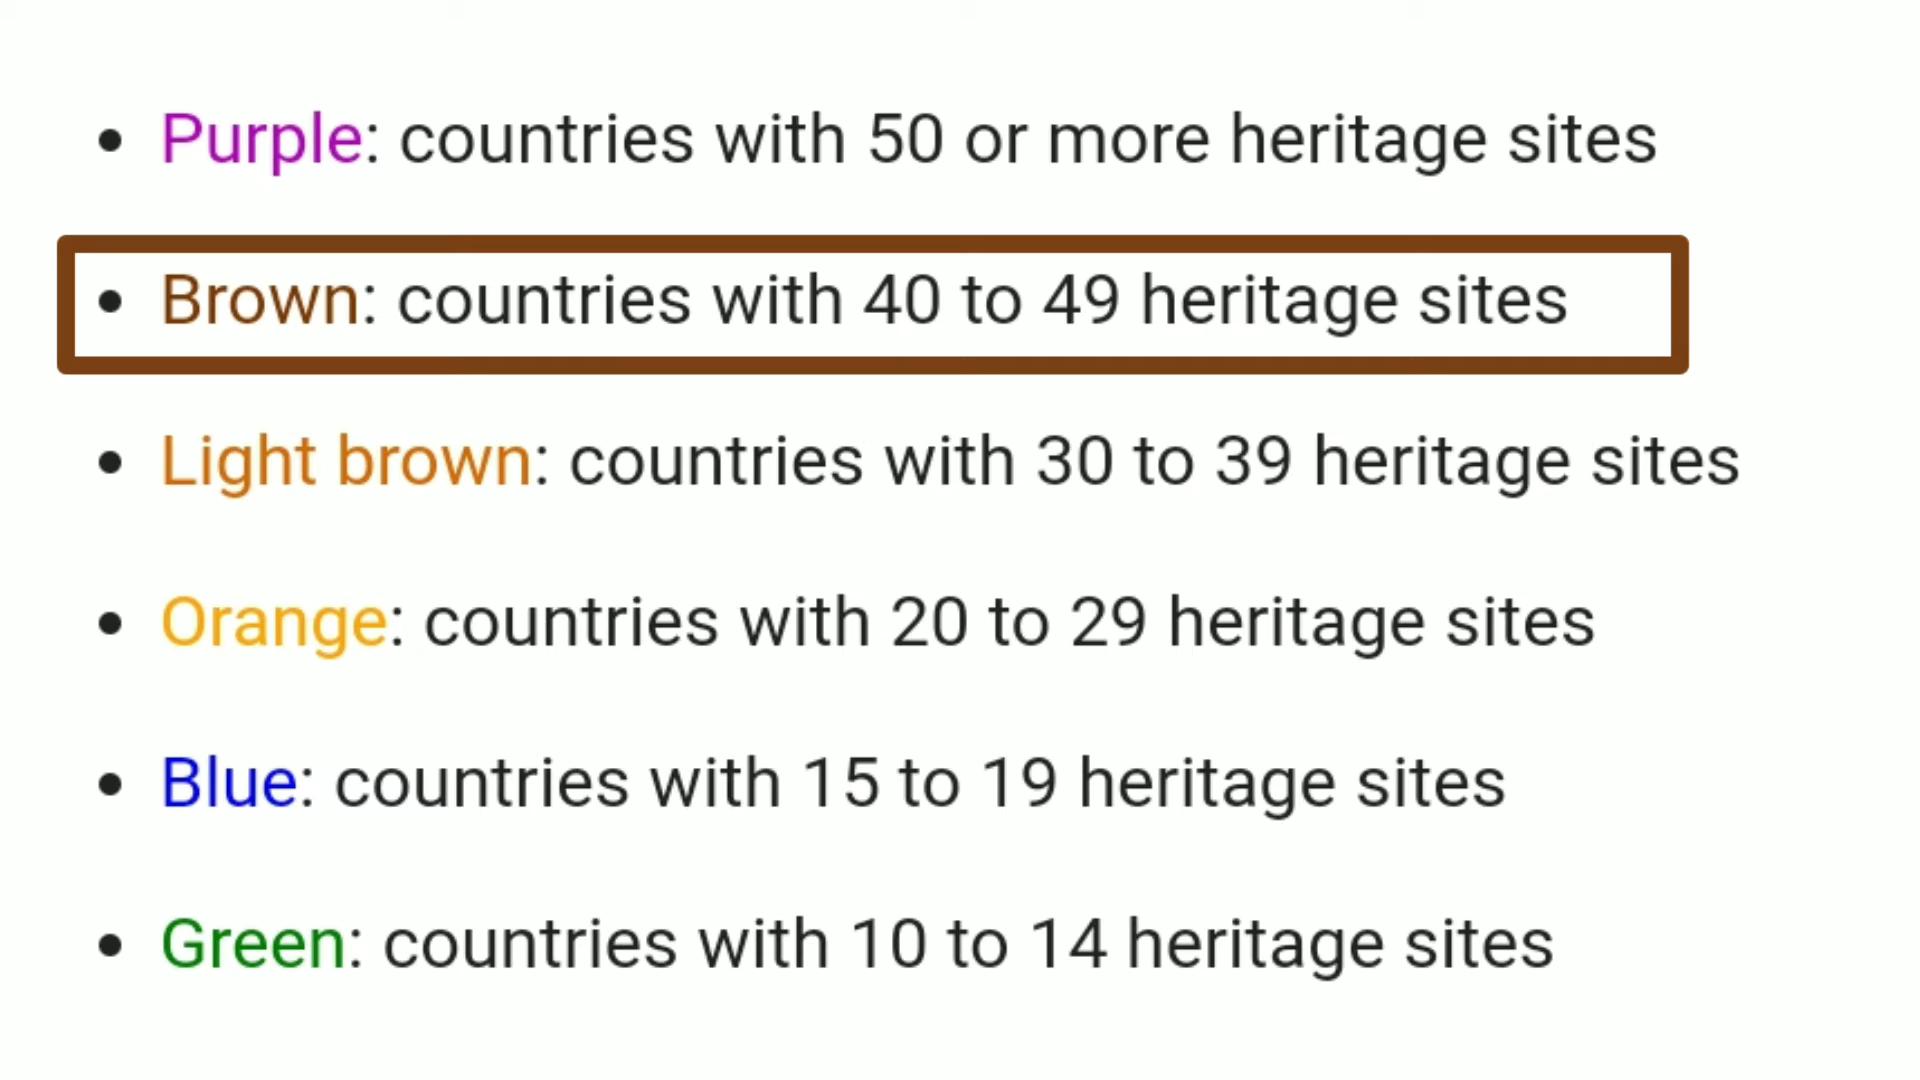 • Purple: countries with 50 or more heritage sites
• Brown: countries with 40 to 49 heritage sites
• Light brown: countries with 30 to 39 heritage sites
• Orange: countries with 20 to 29 heritage sites
• Blue: countries with 15 to 19 heritage sites
• Green: countries with 10 to 14 heritage sites